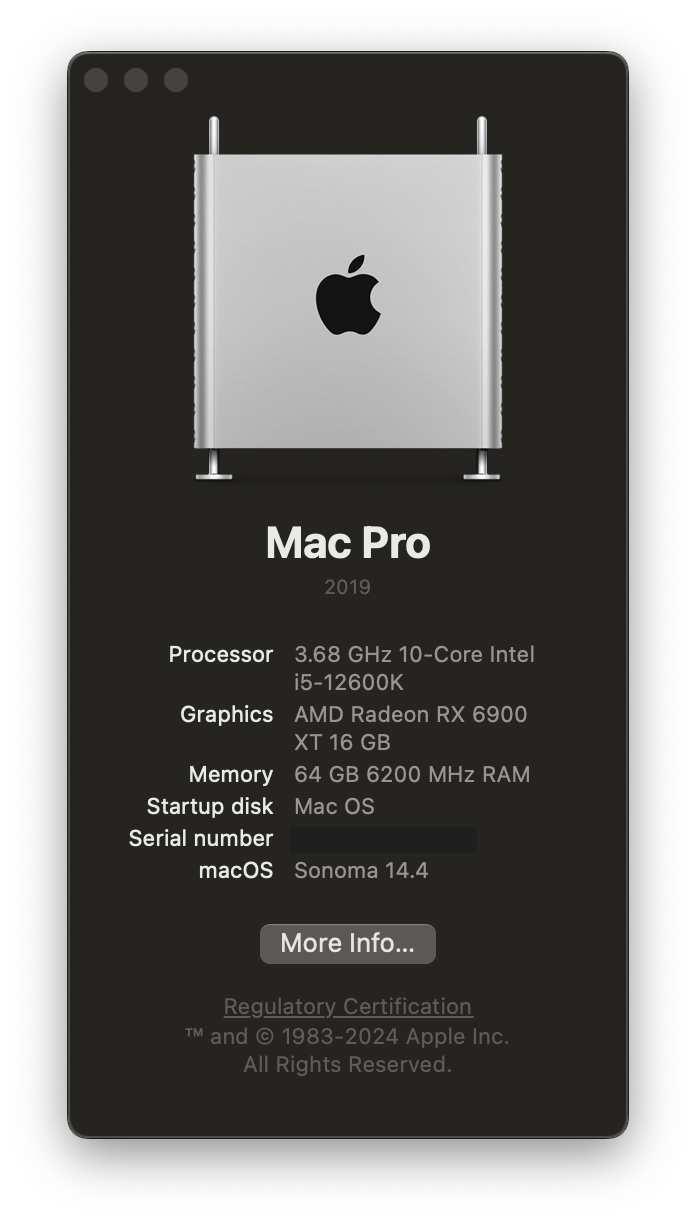 Mac Pro
2019
Processor 3.68 GHz 10-Core Intel
i5-12600K
Graphics AMD Radeon RX 6900
XT 16 GB
Memory 64 GB 6200 MHz RAM
Startup disk Mac OS
Serial number
macOS Sonoma 14.4
More Info...
Regulatory Certification
™ and © 1983-2024 Apple Inc.
All Rights Reserved.